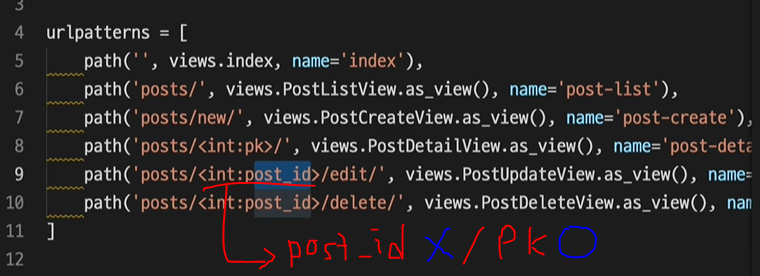 3
4 urlpatterns = [
5 path('', views.index, name='index'),
6 path('posts/', views.PostListView.as_view(), name='post-list'),
7 path('posts/new/', views.PostCreateView.as_view(), name='post-create'),
8 path('posts/<int:pk>/', views.PostDetailView.as_view(), name='post-deta
9 path('posts/<int:post_id>/edit/', views.PostUpdateView.as_view(), name=
10 path('posts/<int:post_id>/delete/', views.PostDeleteView.as_view(), nam
11 ]
post_id X / PK O
12